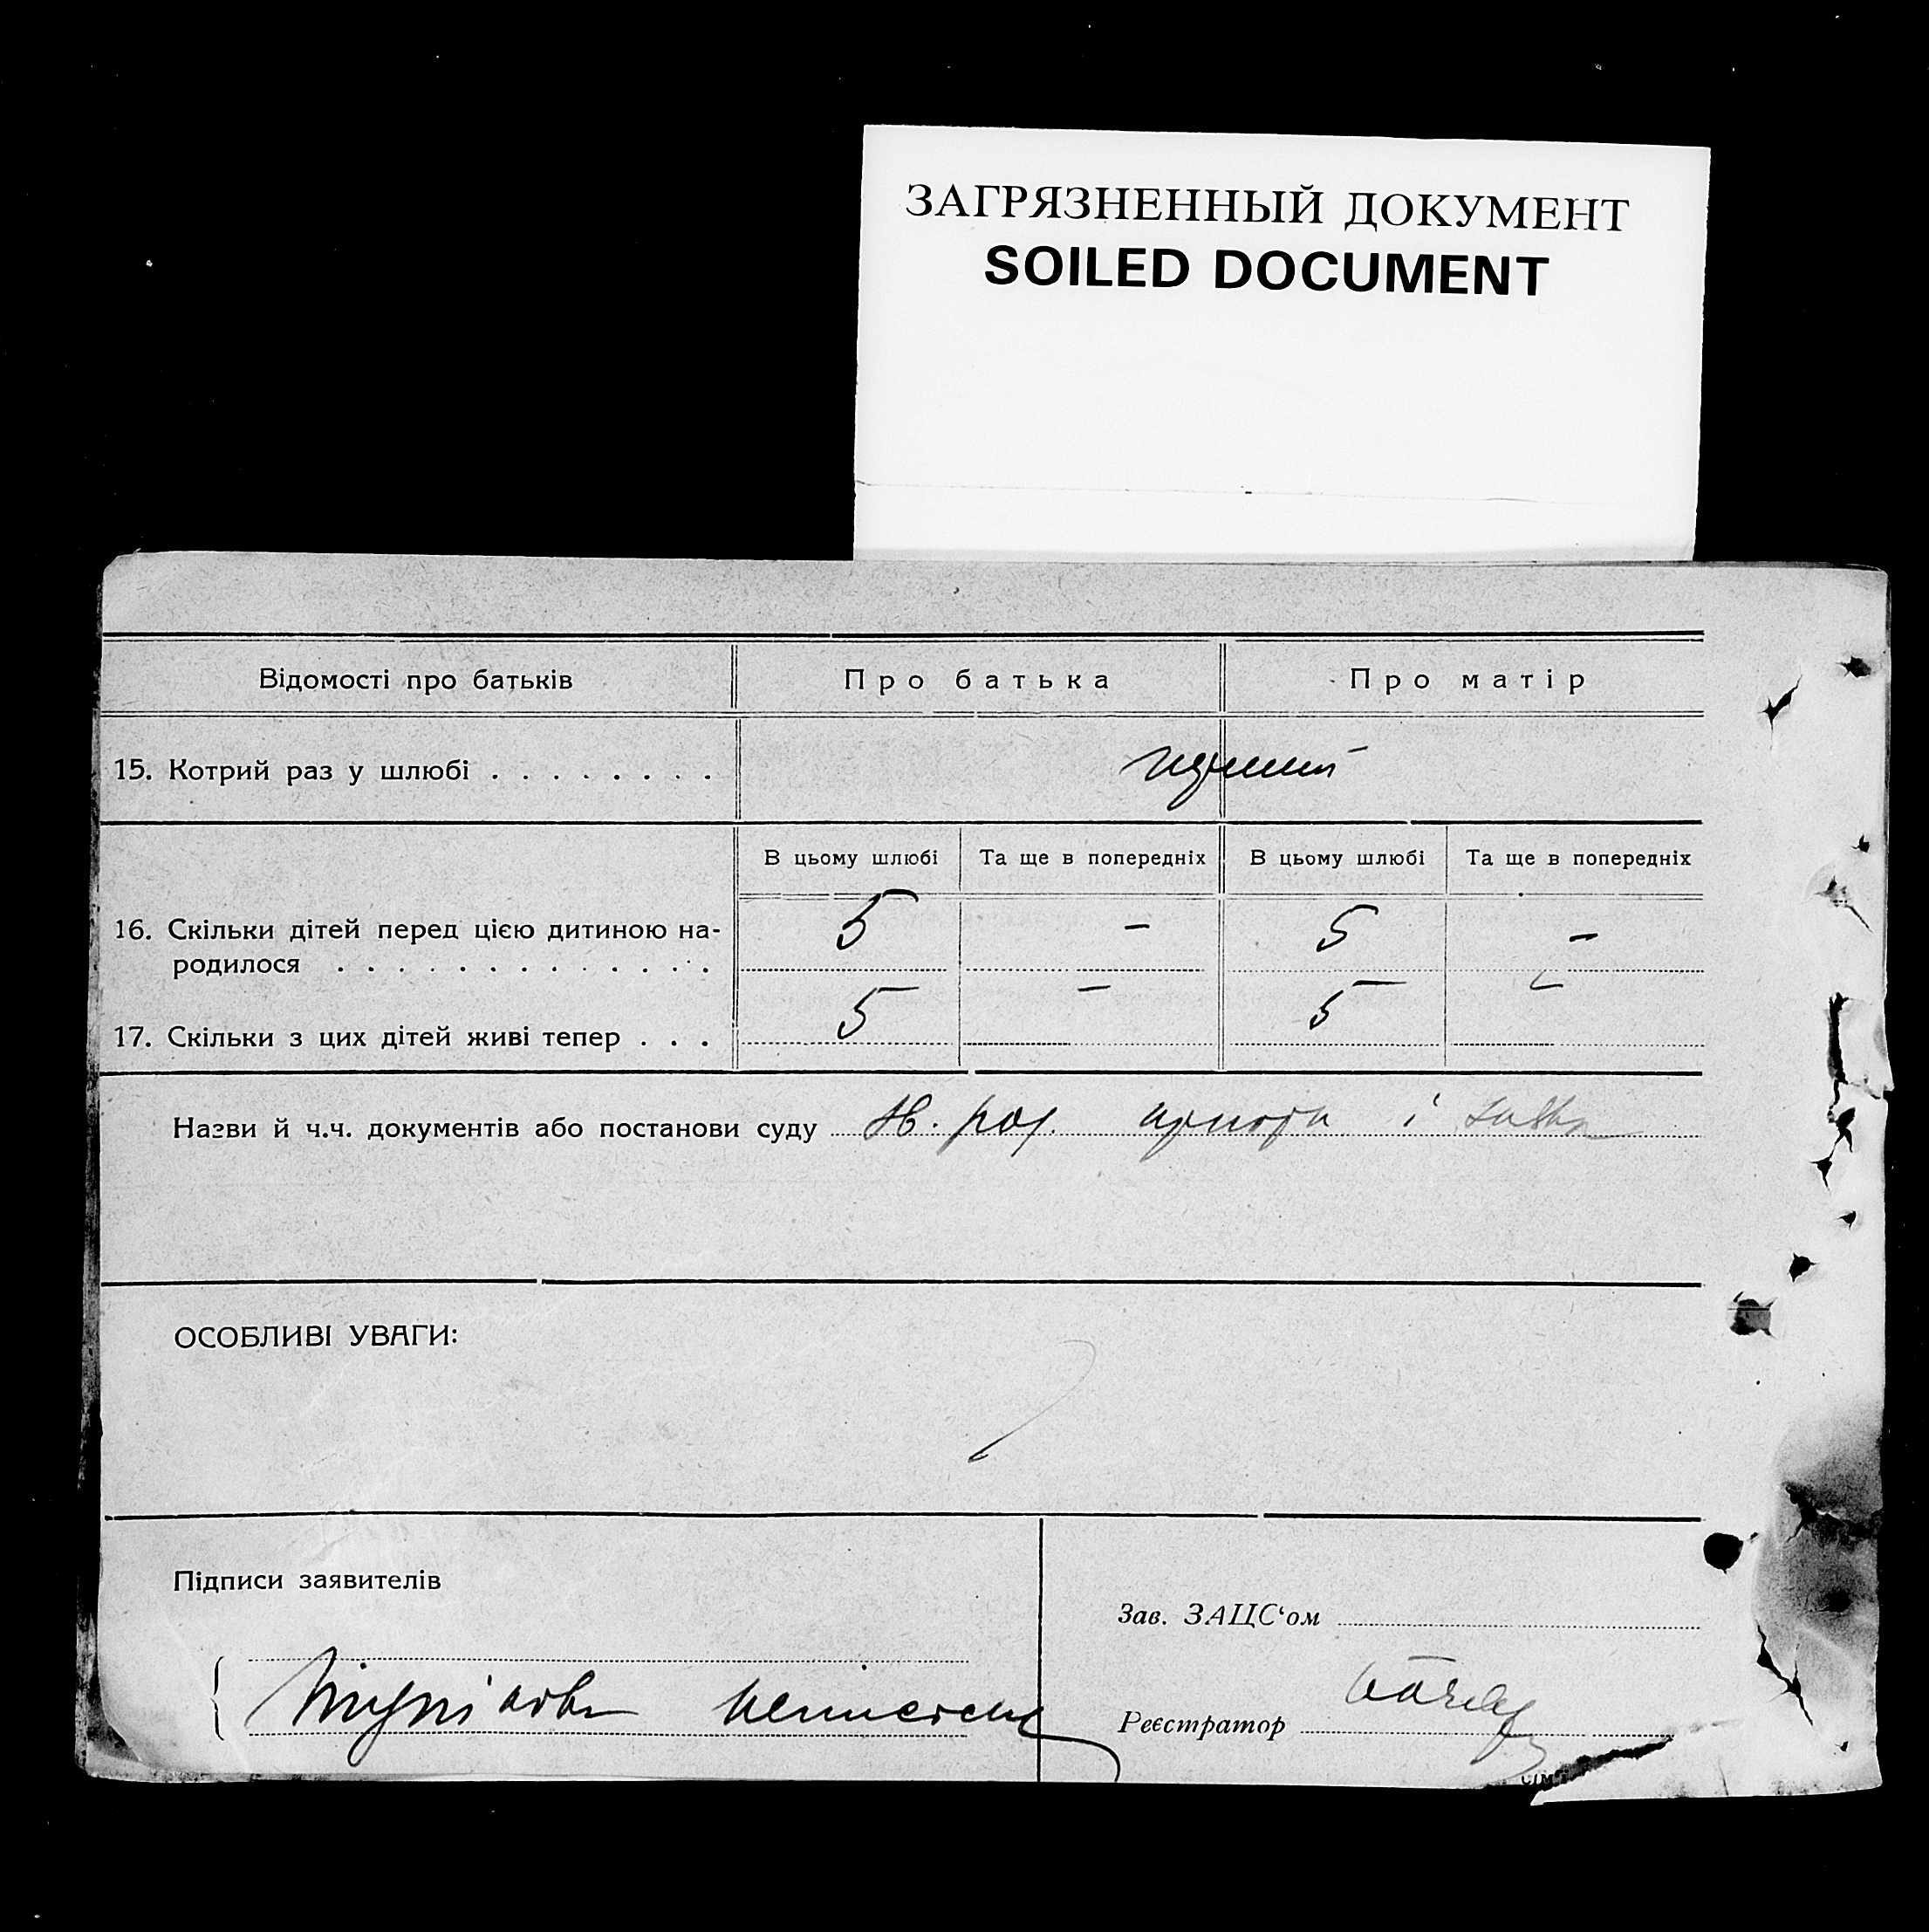 ЗАГРЯЗНЕННЫЙ ДОКУМЕНТ
SOILED DOCUMENT
Відомості про батьків Про батька Про матір
15. Котрий раз у шлюбі . . . . . . . .
В цьому шлюбі Та ще в попередніх В цьому шлюбі Та ще в попередніх
16. Скільки дітей перед цією дитиною на- 5 – 5 –
родилося . . . . . . . . . . . . .
17. Скільки з цих дітей живі тепер . . . 5 – 5 –
Назви й ч.ч. документів або постанови суду і
ОСОБЛИВІ УВАГИ:
Підписи заявителів
Зав. ЗАЦС‘ом
Реєстратор